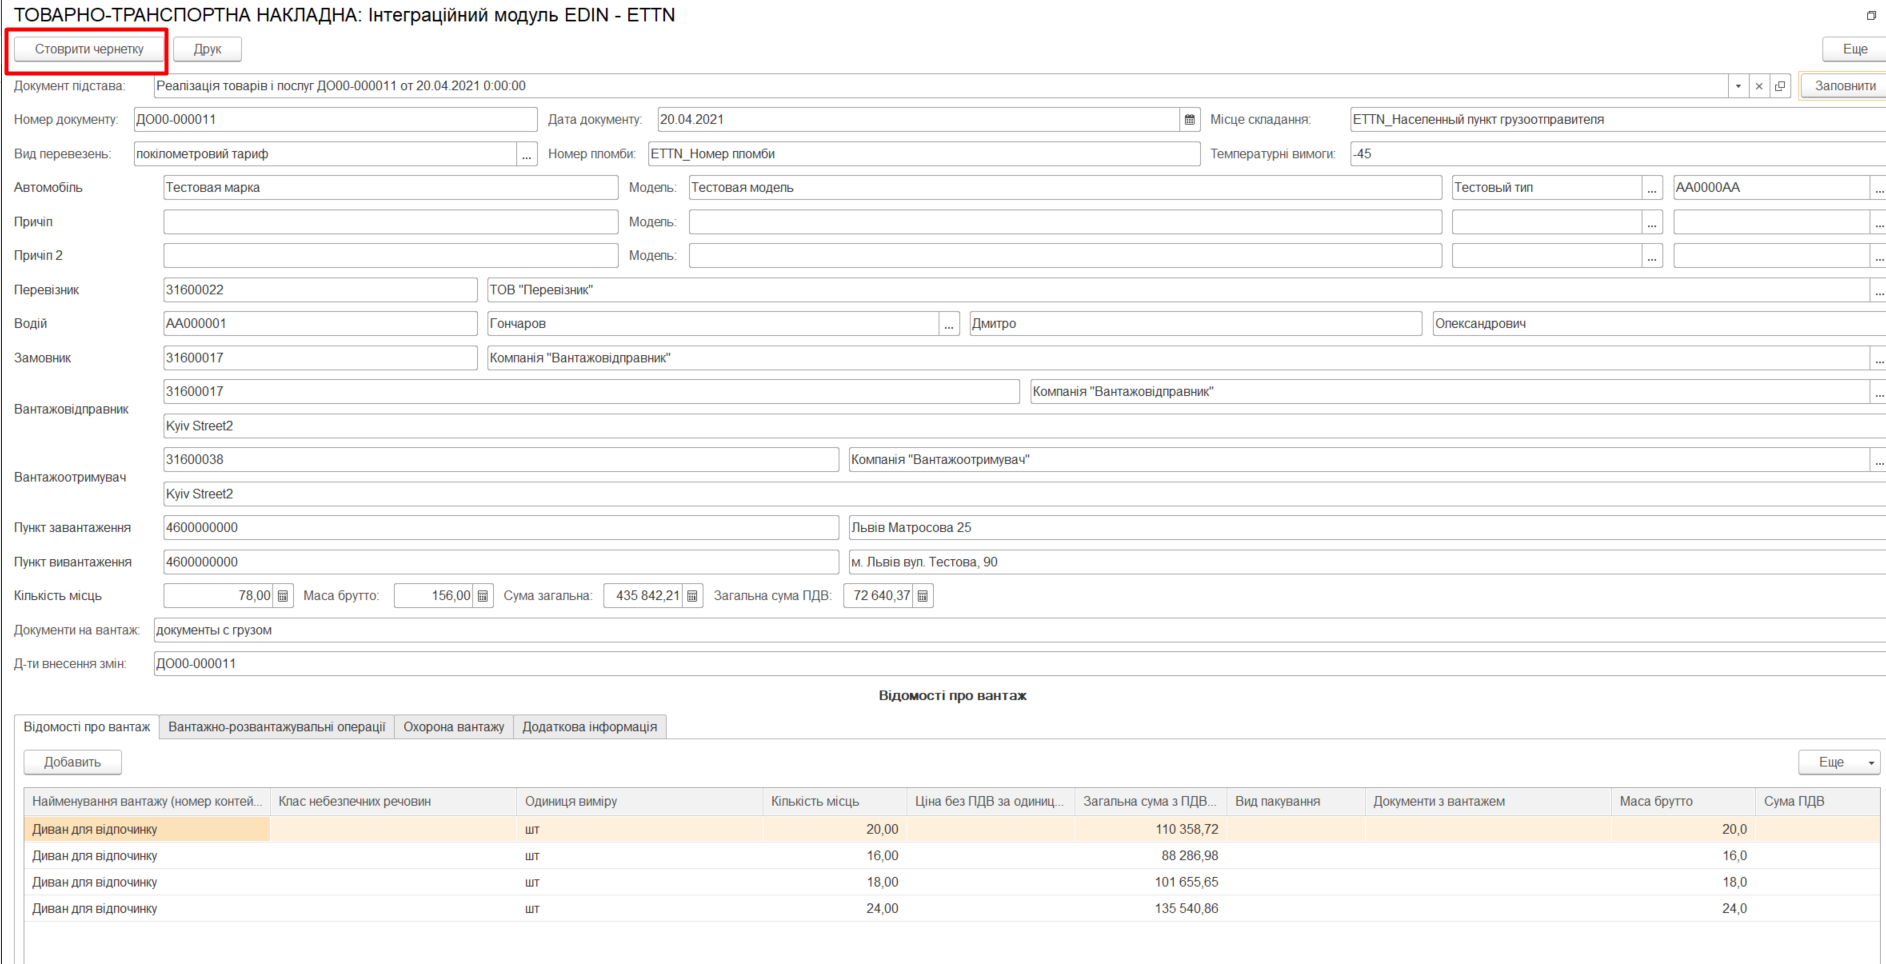 ТОВАРНО-ТРАНСПОРТНА НАКЛАДНА: Інтеграційний модуль EDIN - ETTN
Стоврити чернетку Друк Еще
Документ підстава: Реалізація товарів і послуг ДО00-000011 от 20.04.2021 0:00:00 Заповнити
Номер документу: ДО00-000011 Дата документу: 20.04.2021 Місце складання: ETTN_Населенный пункт грузоотправителя
Вид перевезень: покілометровий тариф ... Номер пломби: ETTN_Номер пломби Температурні вимоги: -45
Автомобіль Тестовая марка Модель: Тестовая модель Тестовый тип ... АА0000АА ...
Причіп Модель: ... ...
Причіп 2 Модель: ... ...
Перевізник 31600022 ТОВ "Перевізник" ...
Водій АА000001 Гончаров ... Дмитро Олександрович
Замовник 31600017 Компанія "Вантажовідправник" ...
Вантажовідправник 31600017 Компанія "Вантажовідправник" ...
Kyiv Street2
Вантажоотримувач 31600038 Компанія "Вантажоотримувач" ...
Kyiv Street2
Пункт завантаження 4600000000 Львів Матросова 25
Пункт вивантаження 4600000000 м. Львів вул. Тестова, 90
Кількість місць 78,00 Маса брутто: 156,00 Сума загальна: 435 842,21 Загальна сума ПДВ: 72 640,37
Документи на вантаж: документы с грузом
Д-ти внесення змін: ДО00-000011
Відомості про вантаж
Відомості про вантаж Вантажно-розвантажувальні операції Охорона вантажу Додаткова інформація
Добавить Еще
Найменування вантажу (номер контей... Клас небезпечних речовин Одиниця виміру Кількість місць Ціна без ПДВ за одиниц... Загальна сума з ПДВ... Вид пакування Документи з вантажем Маса брутто Сума ПДВ
Диван для відпочинку шт 20,00 110 358,72 20,0
Диван для відпочинку шт 16,00 88 286,98 16,0
Диван для відпочинку шт 18,00 101 655,65 18,0
Диван для відпочинку шт 24,00 135 540,86 24,0